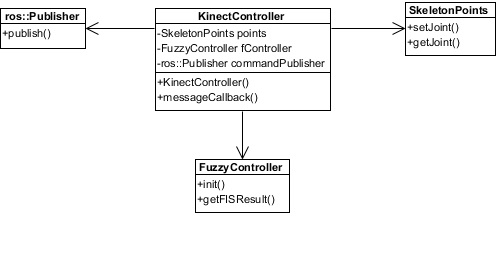 ros::Publisher
+publish()
KinectController
-SkeletonPoints points
-FuzzyController fController
-ros::Publisher commandPublisher
+KinectController()
+messageCallback()
SkeletonPoints
+setJoint()
+getJoint()
FuzzyController
+init()
+getFISResult()